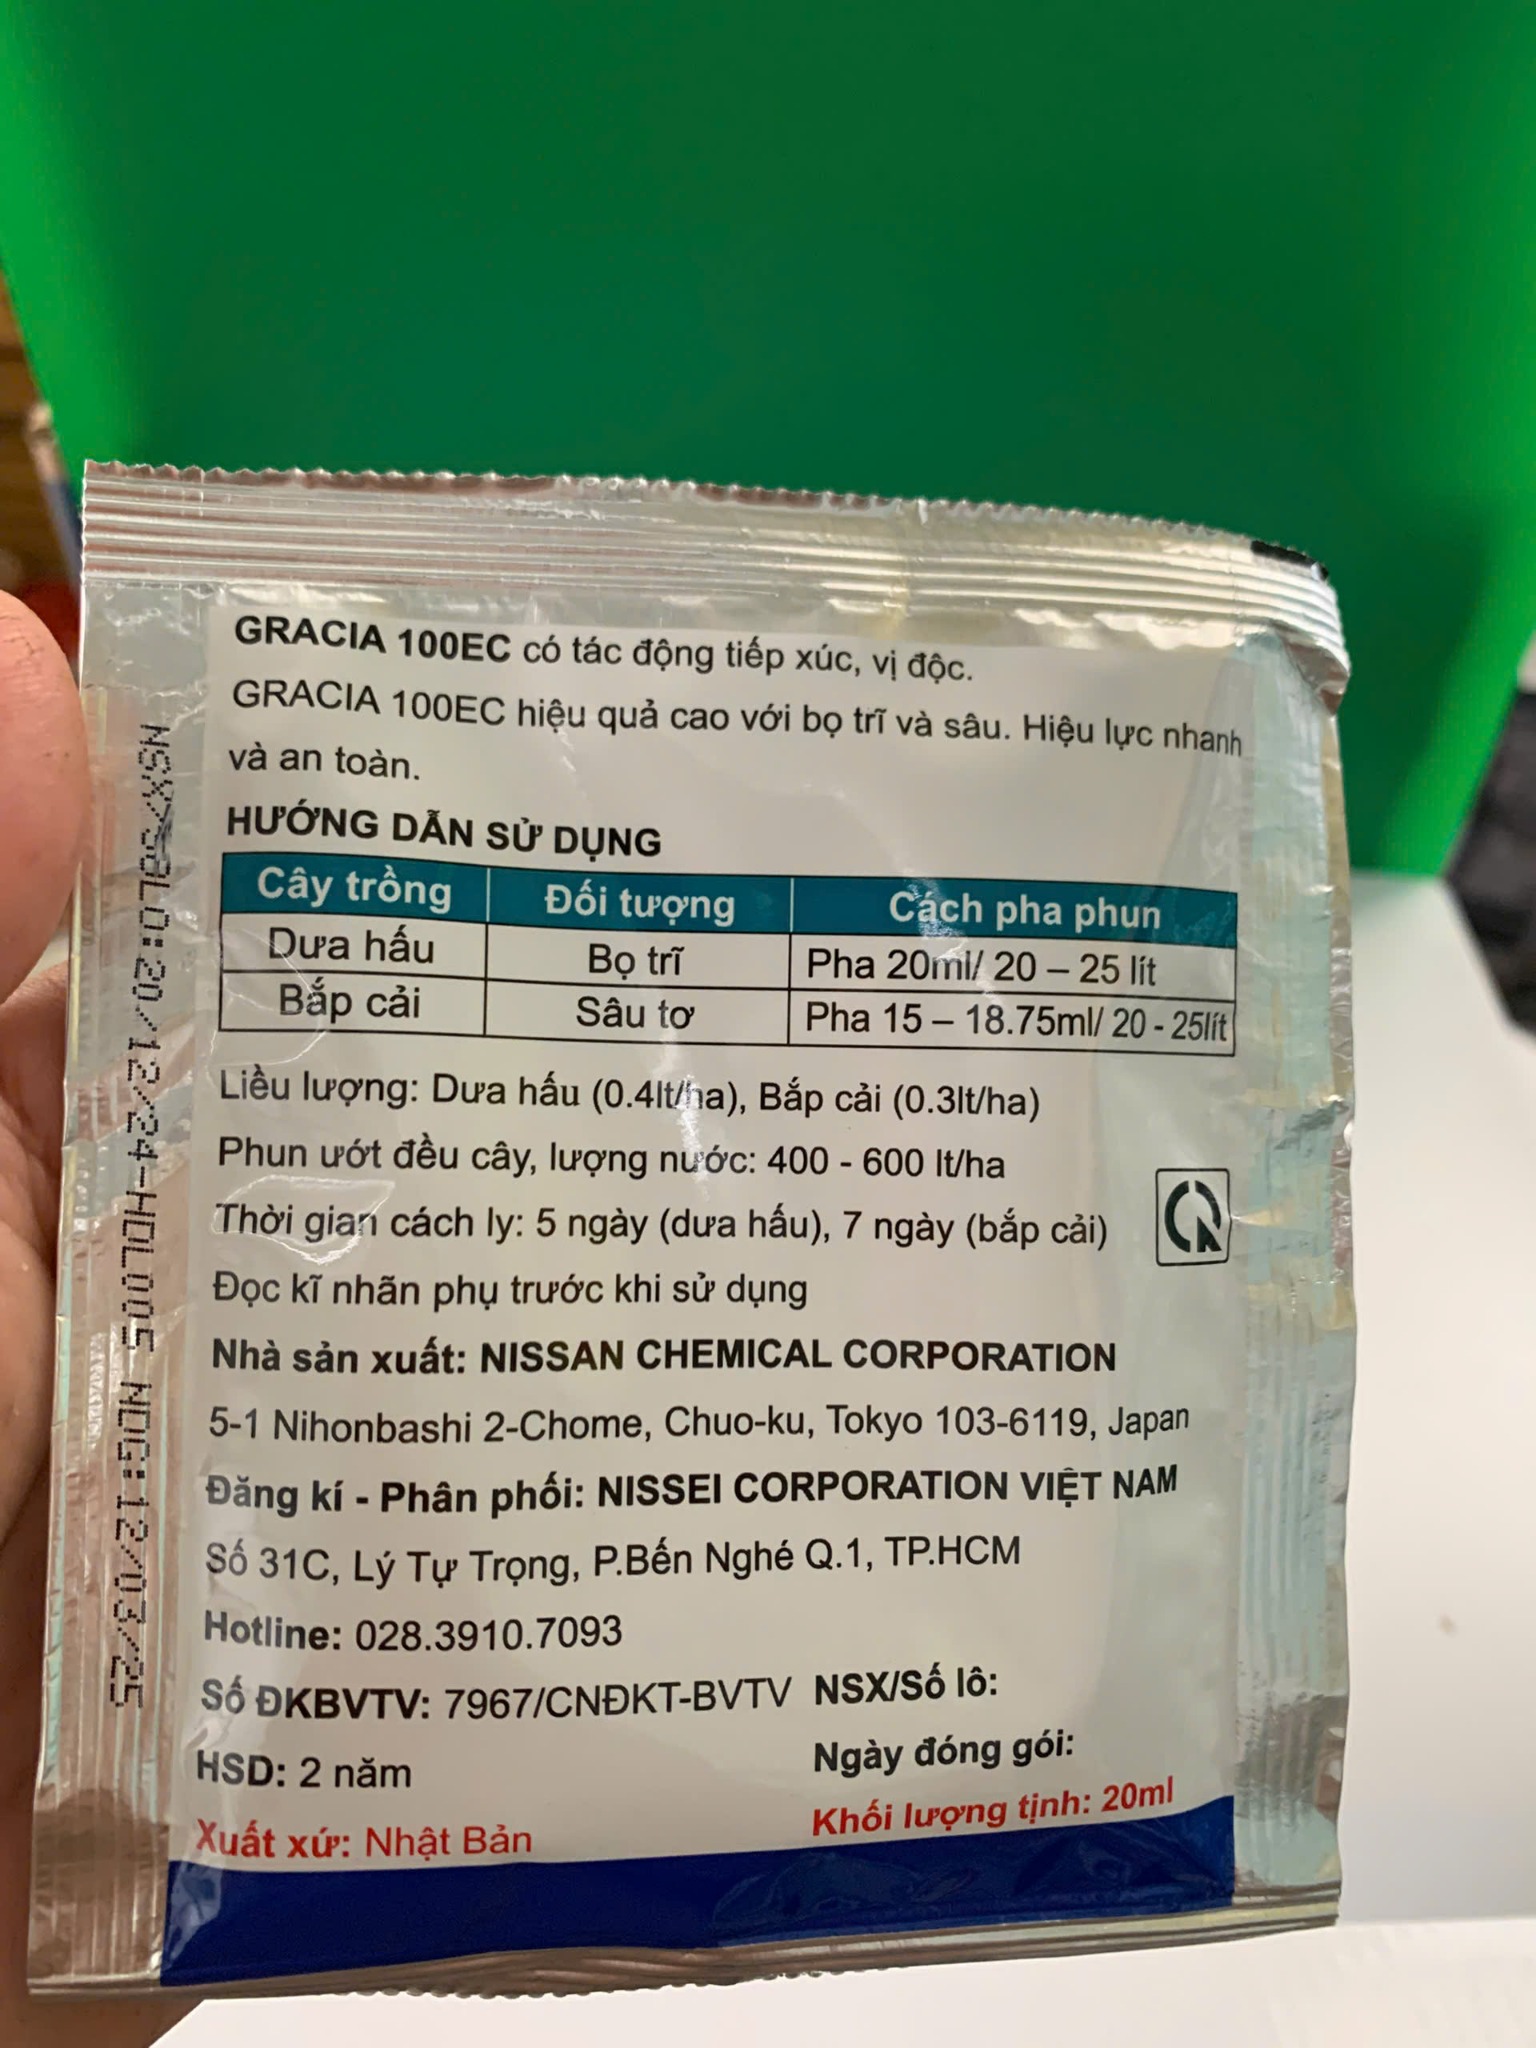 GRACIA 100EC có tác động tiếp xúc, vị độc.
GRACIA 100EC hiệu quả cao với bọ trĩ và sâu. Hiệu lực nhanh
và an toàn.
HƯỚNG DẪN SỬ DỤNG
Cây trồng Đối tượng Cách pha phun
Dưa hấu Bọ trĩ Pha 20ml/ 20 – 25 lít
Bắp cải Sâu tơ Pha 15 – 18.75ml/ 20 - 25lít
Liều lượng: Dưa hấu (0.4lt/ha), Bắp cải (0.3lt/ha)
Phun ướt đều cây, lượng nước: 400 - 600 lt/ha
Thời gian cách ly: 5 ngày (dưa hấu), 7 ngày (bắp cải)
Đọc kĩ nhãn phụ trước khi sử dụng
Nhà sản xuất: NISSAN CHEMICAL CORPORATION
5-1 Nihonbashi 2-Chome, Chuo-ku, Tokyo 103-6119, Japan
Đăng kí - Phân phối: NISSEI CORPORATION VIỆT NAM
Số 31C, Lý Tự Trọng, P.Bến Nghé Q.1, TP.HCM
Hotline: 028.3910.7093
Số ĐKBVTV: 7967/CNĐKT-BVTV NSX/Số lô:
HSD: 2 năm Ngày đóng gói:
Xuất xứ: Nhật Bản Khối lượng tịnh: 20ml
20/12/24-HDL005 NDG:12/03/25